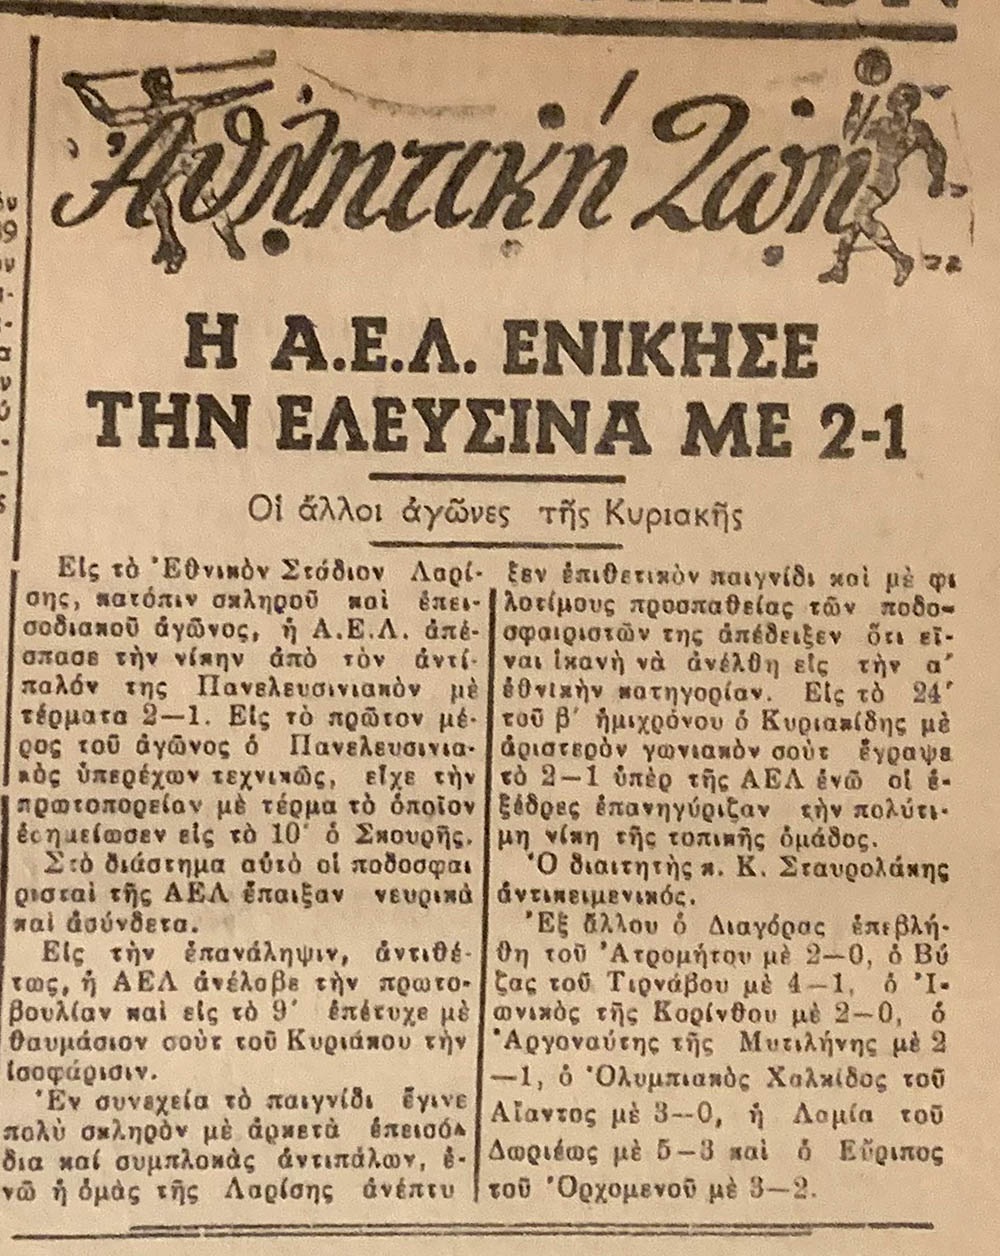 Ἀθλητική Ζωή
Η Α.Ε.Λ. ΕΝΙΚΗΣΕ
ΤΗΝ ΕΛΕΥΣΙΝΑ ΜΕ 2-1
Οἱ ἄλλοι ἀγῶνες τῆς Κυριακῆς
Εἰς τὸ Ἐθνικὸν Στάδιον Λαρί-
σης, κατόπιν σκληροῦ καὶ ἐπει-
σοδιακοῦ ἀγῶνος, ἡ Α.Ε.Λ. ἀπέ-
σπασε τὴν νίκην ἀπὸ τὸν ἀντί-
παλόν της Πανελευσινιακὸν μὲ
τέρματα 2—1. Εἰς τὸ πρῶτον μέ-
ρος τοῦ ἀγῶνος ὁ Πανελευσινια-
κὸς ὑπερέχων τεχνικῶς, εἶχε τὴν
πρωτοπορείαν μὲ τέρμα τὸ ὁποῖον
ἐσημείωσεν εἰς τὸ 10΄ ὁ Σκουρῆς.
Στὸ διάστημα αὐτὸ οἱ ποδοσφαι
ρισταὶ τῆς ΑΕΛ ἔπαιξαν νευρικὰ
καὶ ἀσύνδετα.
Εἰς τὴν ἐπανάληψιν, ἀντιθέ-
τως, ἡ ΑΕΛ ἀνέλαβε τὴν πρωτο-
βουλίαν καὶ εἰς τὸ 9΄ ἐπέτυχε μὲ
θαυμάσιον σοὺτ τοῦ Κυριάκου τὴν
ἰσοφάρισιν.
Ἐν συνεχεία τὸ παιγνίδι ἔγινε
πολὺ σκληρὸν μὲ ἀρκετὰ ἐπεισό-
δια καί συμπλοκὰς ἀντιπάλων, ἐ-
νῶ ἡ ὁμὰς τῆς Λαρίσης ἀνέπτυ
ξεν ἐπιθετικὸν παιγνίδι καὶ μὲ φι
λοτίμους προσπαθείας τῶν ποδο-
σφαιριστῶν της ἀπέδειξεν ὅτι εἶ-
ναι ἱκανὴ νὰ ἀνέλθη εἰς τὴν α΄
ἐθνικὴν κατηγορίαν. Εἰς τὸ 24΄
τοῦ β΄ ἡμιχρόνου ὁ Κυριακίδης μὲ
ἀριστερὸν γωνιακὸν σοὺτ ἔγραψε
τὸ 2—1 ὑπὲρ τῆς ΑΕΛ ἐνῶ οἱ ἐ-
ξέδρες ἐπανηγύριζαν τὴν πολύτι-
μη νίκη τῆς τοπικῆς ὁμάδος.
Ὁ διαιτητὴς κ. Κ. Σταυρολάκης
ἀντικειμενικός.
Ἐξ ἄλλου ὁ Διαγόρας ἐπεβλή-
θη τοῦ Ἀτρομήτου μὲ 2—0, ὁ Βύ
ζας τοῦ Τιρνάβου μὲ 4—1, ὁ Ἰ-
ωνικὸς τῆς Κορίνθου μὲ 2—0, ὁ
Ἀργοναύτης τῆς Μυτιλήνης μὲ 2
—1, ὁ Ὀλυμπιακὸς Χαλκίδος τοῦ
Αἴαντος μὲ 3—0, ἡ Λαμία τοῦ
Δωριέως μὲ 5—3 καὶ ὁ Εὔριπος
τοῦ Ὀρχομενοῦ μὲ 3—2.